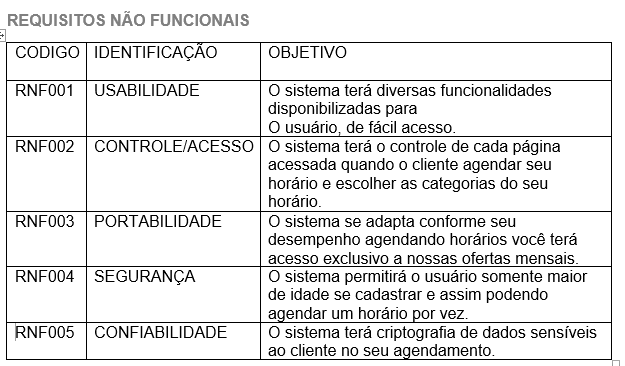 REQUISITOS NÃO FUNCIONAIS
CODIGO IDENTIFICAÇÃO OBJETIVO
RNF001 USABILIDADE O sistema terá diversas funcionalidades
disponibilizadas para
O usuário, de fácil acesso.
RNF002 CONTROLE/ACESSO O sistema terá o controle de cada página
acessada quando o cliente agendar seu
horário e escolher as categorias do seu
horário.
RNF003 PORTABILIDADE O sistema se adapta conforme seu
desempenho agendando horários você terá
acesso exclusivo a nossas ofertas mensais.
RNF004 SEGURANÇA O sistema permitirá o usuário somente maior
de idade se cadastrar e assim podendo
agendar um horário por vez.
RNF005 CONFIABILIDADE O sistema terá criptografia de dados sensíveis
ao cliente no seu agendamento.